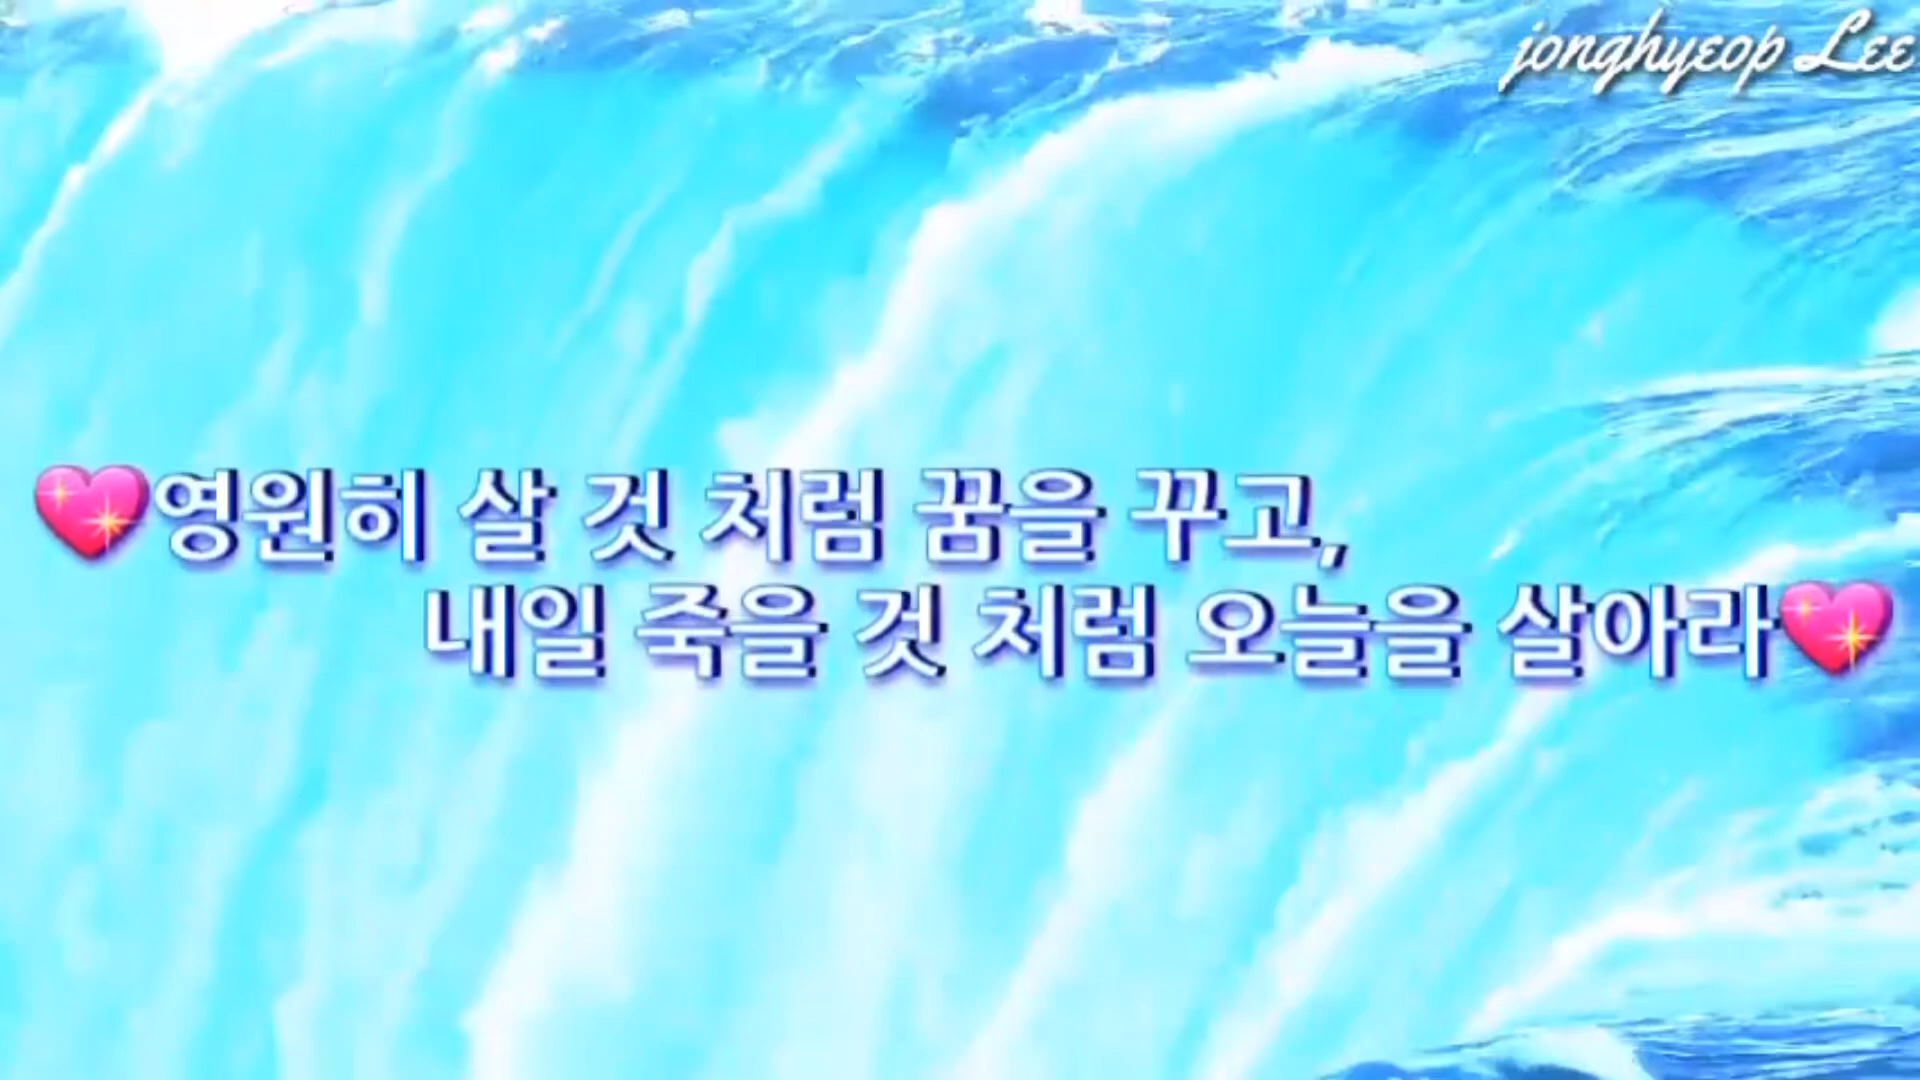 jonghyeop Lee
💖영원히 살 것 처럼 꿈을 꾸고,
내일 죽을 것 처럼 오늘을 살아라💖